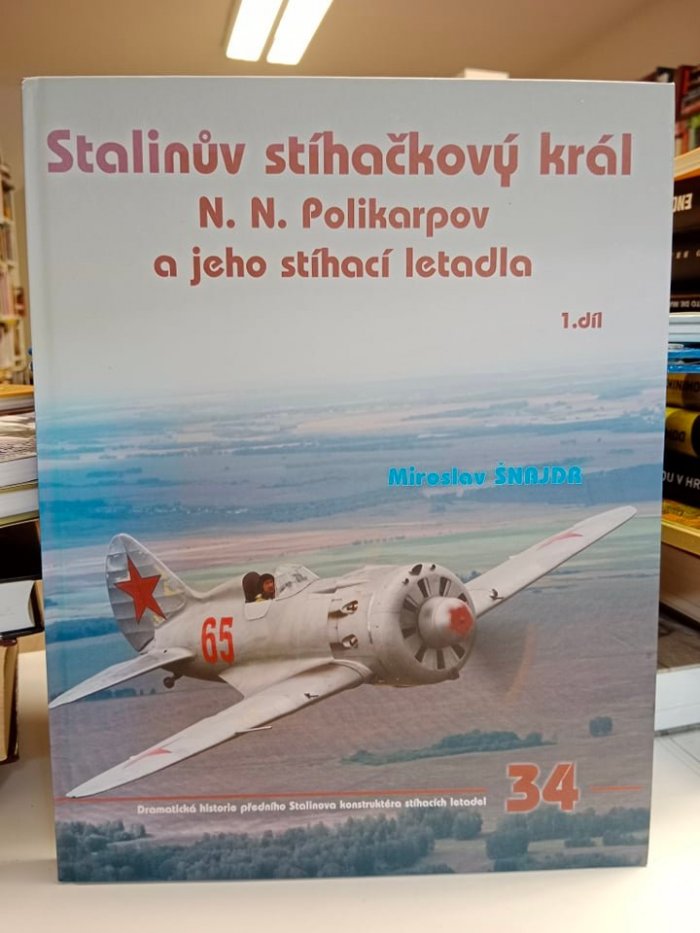 Stalinův stíhačkový král
N. N. Polikarpov
a jeho stíhací letadla
1.díl
Miroslav ŠNAJDR
65
Dramatická historie předního Stalinova konstruktéra stíhacích letadel
34